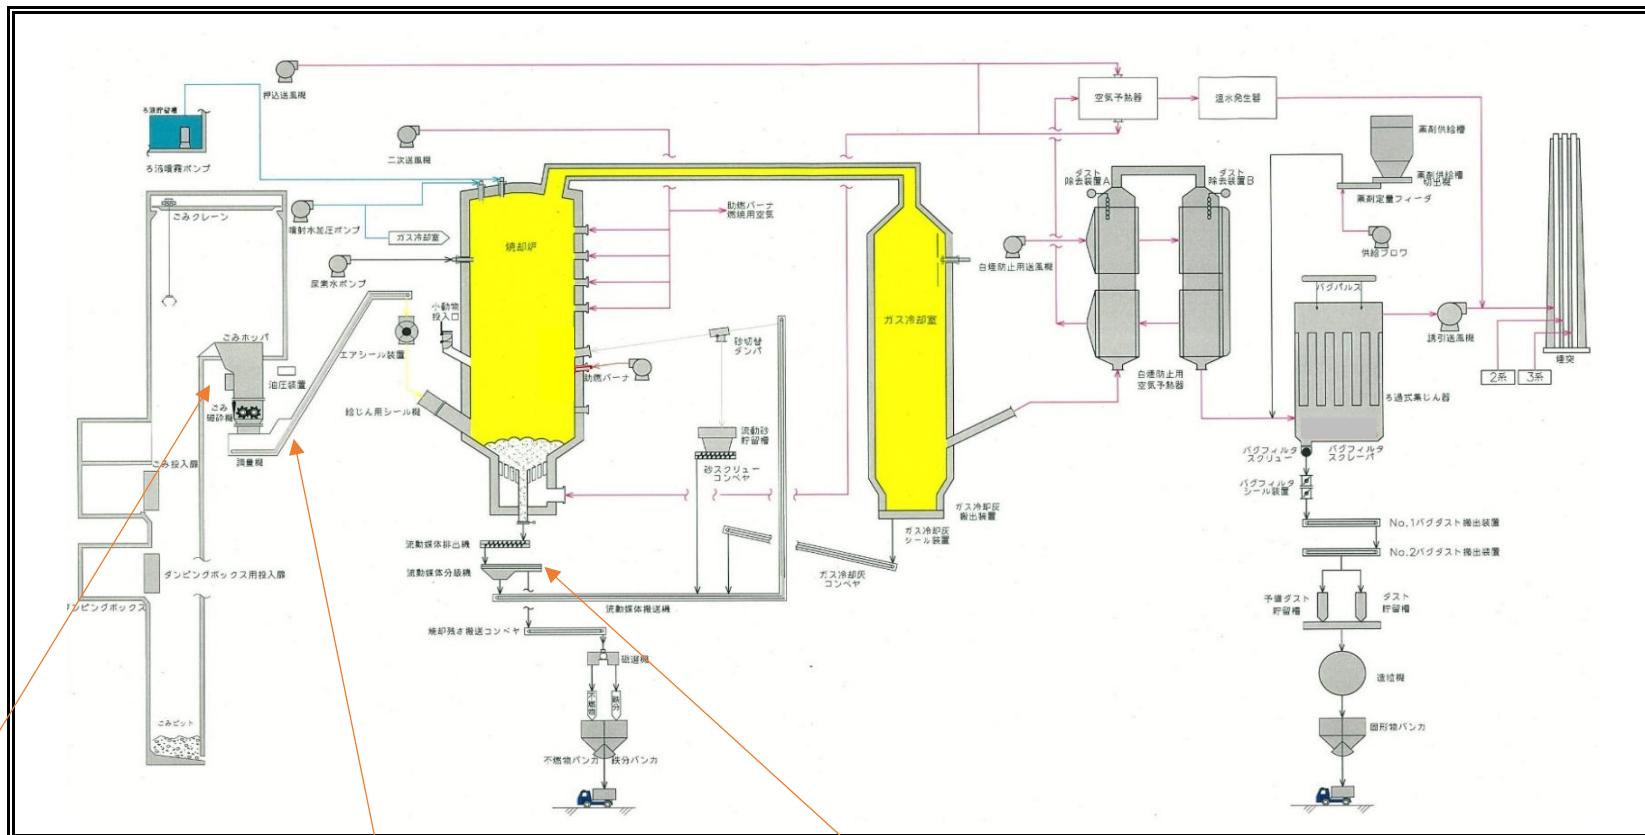 押込送風機
ろ液貯留槽
ろ液噴霧ポンプ
二次送風機
空気予熱器
温水発生器
薬剤供給槽
薬剤供給槽
切出機
薬剤定量フィーダ
供給ブロワ
ごみクレーン
噴射水加圧ポンプ
ガス冷却室
尿素水ポンプ
焼却炉
助燃バーナ
燃焼用空気
ダスト
除去装置A
ダスト
除去装置B
白煙防止用送風機
バグパルス
誘引送風機
煙突
2系
3系
小動物
投入口
ごみホッパ
エアシール装置
油圧装置
ごみ
破砕機
調量機
給じん用シール機
砂切替
ダンパ
助燃バーナ
ガス冷却室
白煙防止用
空気予熱器
ろ過式集じん器
流動砂
貯留槽
砂スクリュー
コンベヤ
バグフィルタ
スクリュー
バグフィルタ
スクレーパ
バグフィルタ
シール装置
ごみ投入扉
ガス冷却灰
搬出装置
ガス冷却灰
シール装置
No.1バグダスト搬出装置
No.2バグダスト搬出装置
流動媒体排出機
流動媒体分級機
ガス冷却灰
コンベヤ
ダンピングボックス用投入扉
ンピングボックス
流動媒体搬送機
予備ダスト
貯留槽
ダスト
貯留槽
焼却残さ搬送コンベヤ
磁選機
不燃物
鉄分
造粒機
ごみピット
不燃物バンカ
鉄分バンカ
固形物バンカ